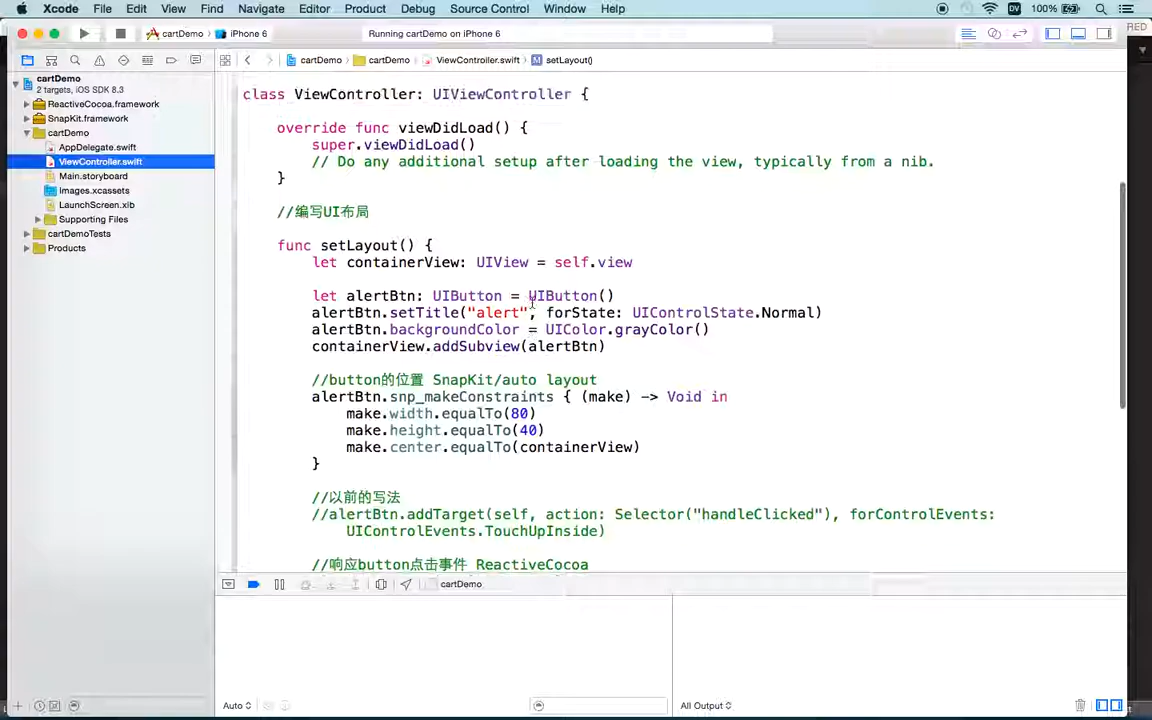 Xcode File Edit View Find Navigate Editor Product Debug Source Control Window Help
DV 100%
cartDemo iPhone 6
Running cartDemo on iPhone 6
RED
cartDemo cartDemo ViewController.swift M setLayout()
cartDemo
2 targets, iOS SDK 8.3
ReactiveCocoa.framework
SnapKit.framework
cartDemo
AppDelegate.swift
ViewController.swift
Main.storyboard
Images.xcassets
LaunchScreen.xib
Supporting Files
cartDemoTests
Products
class ViewController: UIViewController {
override func viewDidLoad() {
super.viewDidLoad()
// Do any additional setup after loading the view, typically from a nib.
}
//编写UI布局
func setLayout() {
let containerView: UIView = self.view
let alertBtn: UIButton = UIButton()
alertBtn.setTitle("alert", forState: UIControlState.Normal)
alertBtn.backgroundColor = UIColor.grayColor()
containerView.addSubview(alertBtn)
//button的位置 SnapKit/auto layout
alertBtn.snp_makeConstraints { (make) -> Void in
make.width.equalTo(80)
make.height.equalTo(40)
make.center.equalTo(containerView)
}
//以前的写法
//alertBtn.addTarget(self, action: Selector("handleClicked"), forControlEvents:
UIControlEvents.TouchUpInside)
//响应button点击事件 ReactiveCocoa
cartDemo
Auto
All Output